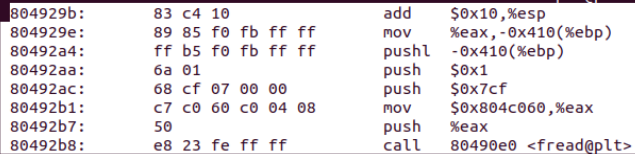 804929b: 83 c4 10 add $0x10,%esp
804929e: 89 85 f0 fb ff ff mov %eax,-0x410(%ebp)
80492a4: ff b5 f0 fb ff ff pushl -0x410(%ebp)
80492aa: 6a 01 push $0x1
80492ac: 68 cf 07 00 00 push $0x7cf
80492b1: c7 c0 60 c0 04 08 mov $0x804c060,%eax
80492b7: 50 push %eax
80492b8: e8 23 fe ff ff call 80490e0 <fread@plt>